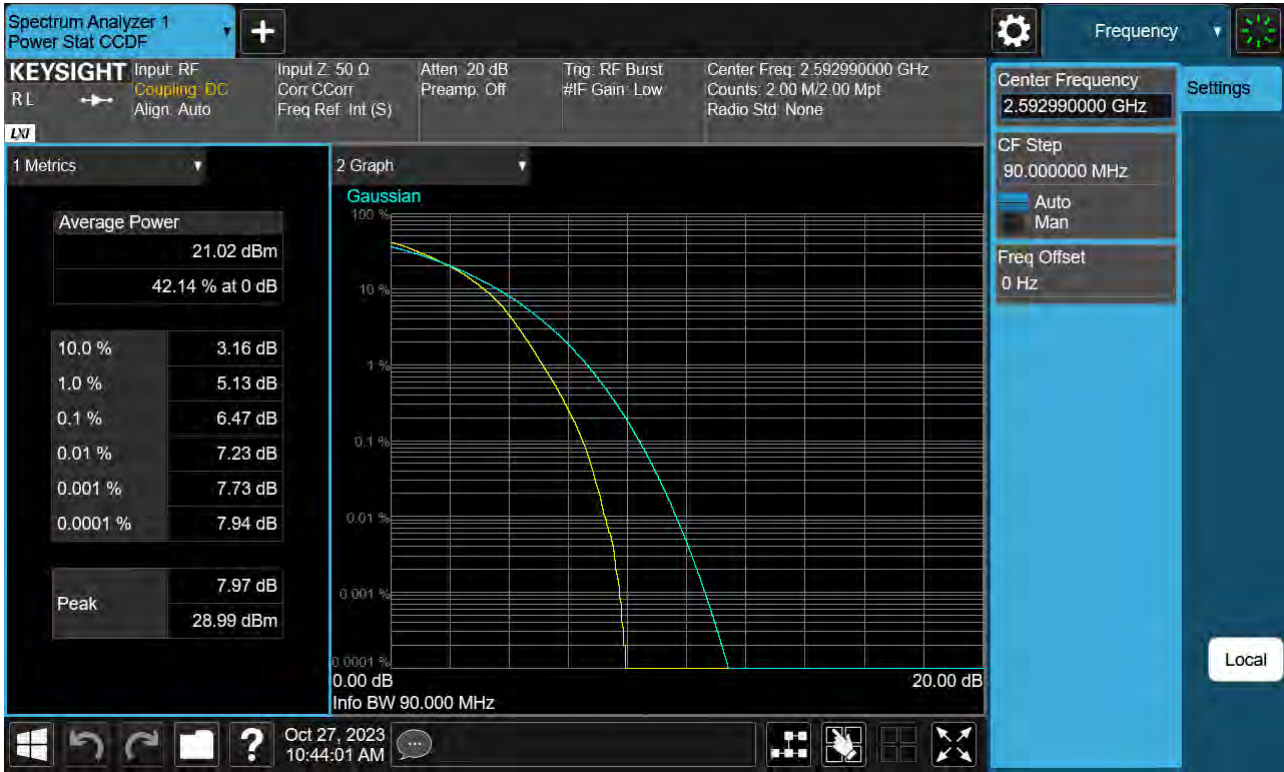 Spectrum Analyzer 1
Power Stat CCDF
Frequency
KEYSIGHT
RL
LXI
Input: RF
Coupling: DC
Align: Auto
Input Z: 50 Ω
Corr CCorr
Freq Ref: Int (S)
Atten: 20 dB
Preamp: Off
Trig: RF Burst
#IF Gain: Low
Center Freq: 2.592990000 GHz
Counts: 2.00 M/2.00 Mpt
Radio Std: None
Center Frequency
2.592990000 GHz
Settings
CF Step
90.000000 MHz
Auto
Man
Freq Offset
0 Hz
Local
1 Metrics
Average Power
21.02 dBm
42.14 % at 0 dB
10.0 % 3.16 dB
1.0 % 5.13 dB
0.1 % 6.47 dB
0.01 % 7.23 dB
0.001 % 7.73 dB
0.0001 % 7.94 dB
Peak
7.97 dB
28.99 dBm
2 Graph
Gaussian
100 %
10 %
1 %
0.1 %
0.01 %
0.001 %
0.0001 %
0.00 dB 20.00 dB
Info BW 90.000 MHz
?
Oct 27, 2023
10:44:01 AM